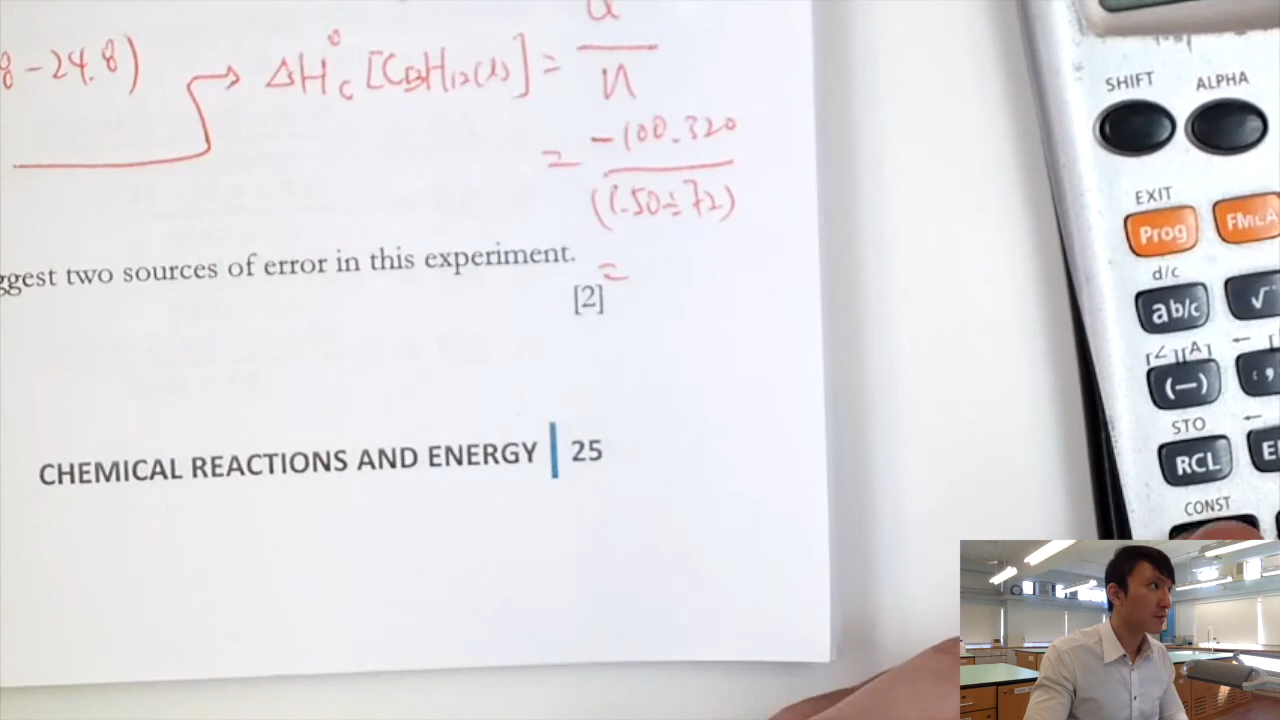 8 - 24.8)
ΔH°c [C5H12(l)] = / n
= -100.320 / (1.50 ÷ 72)
ggest two sources of error in this experiment.
=
[2]
CHEMICAL REACTIONS AND ENERGY | 25
SHIFT ALPHA
EXIT
Prog FMLA
d/c
a b/c √
[∠] [A] ←
(−) ,
STO ←
RCL
CONST